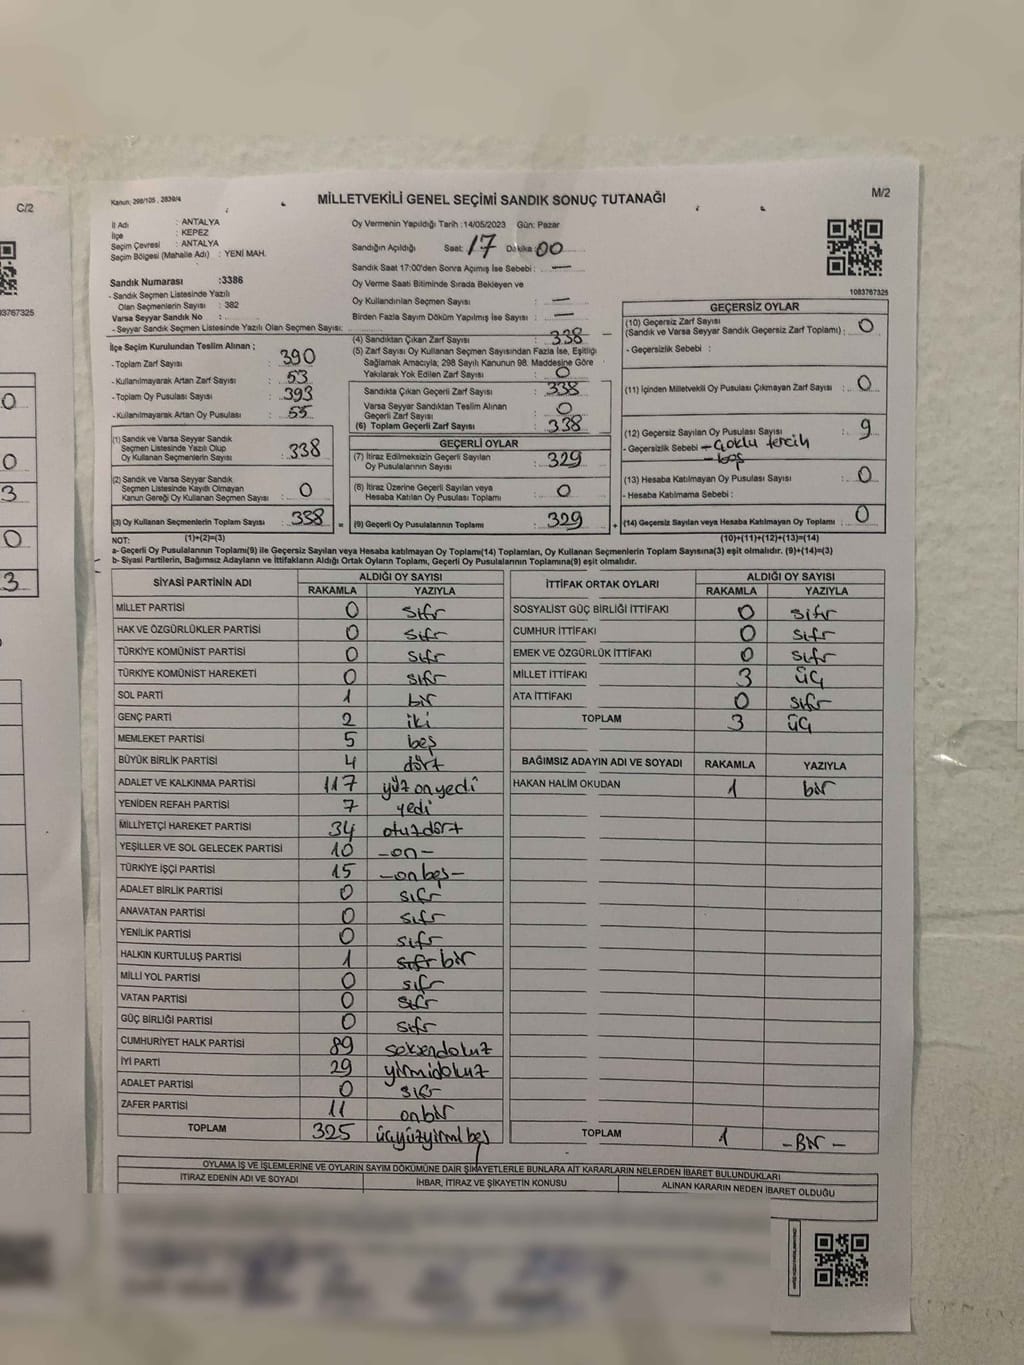 C/2
93767325
0
0
3
0
3
Kanun: 298/105 , 2839/4
MİLLETVEKİLİ GENEL SEÇİMİ SANDIK SONUÇ TUTANAĞI
M/2
İl Adı : ANTALYA
İlçe : KEPEZ
Seçim Çevresi : ANTALYA
Seçim Bölgesi (Mahalle Adı) : YENİ MAH.
Sandık Numarası :3386
- Sandık Seçmen Listesinde Yazılı
Olan Seçmenlerin Sayısı : 382
Varsa Seyyar Sandık No :
- Seyyar Sandık Seçmen Listesinde Yazılı Olan Seçmen Sayısı:
Oy Vermenin Yapıldığı Tarih :14/05/2023 Gün: Pazar
Sandığın Açıldığı Saat: 17 Dakika: 00
Sandık Saat 17:00'den Sonra Açımış İse Sebebi : —
Oy Verme Saati Bitiminde Sırada Bekleyen ve
Oy Kullandırılan Seçmen Sayısı : —
Birden Fazla Sayım Döküm Yapılmış İse Sayısı : —
1083767325
İlçe Seçim Kurulundan Teslim Alınan ;
- Toplam Zarf Sayısı : 390
-Kullanılmayarak Artan Zarf Sayısı : 53
- Toplam Oy Pusulası Sayısı : 393
-Kullanılmayarak Artan Oy Pusulası : 55
(4) Sandıktan Çıkan Zarf Sayısı : 338
(5) Zarf Sayısı Oy Kullanan Seçmen Sayısından Fazla İse, Eşitliği
Sağlamak Amacıyla; 298 Sayılı Kanunun 98. Maddesine Göre
Yakılarak Yok Edilen Zarf Sayısı : 0
Sandıkta Çıkan Geçerli Zarf Sayısı : 338
Varsa Seyyar Sandıktan Teslim Alınan
Geçerli Zarf Sayısı : 0
(6) Toplam Geçerli Zarf Sayısı : 338
GEÇERSİZ OYLAR
(10) Geçersiz Zarf Sayısı
(Sandık ve Varsa Seyyar Sandık Geçersiz Zarf Toplamı) : 0
- Geçersizlik Sebebi :
(11) İçinden Milletvekili Oy Pusulası Çıkmayan Zarf Sayısı : 0
(12) Geçersiz Sayılan Oy Pusulası Sayısı : 9
- Geçersizlik Sebebi - Çoklu tercih
- boş
(13) Hesaba Katılmayan Oy Pusulası Sayısı : 0
- Hesaba Katılmama Sebebi :
(14) Geçersiz Sayılan veya Hesaba Katılmayan Oy Toplamı : 0
(1) Sandık ve Varsa Seyyar Sandık
Seçmen Listesinde Yazılı Olup
Oy Kullanan Seçmenlerin Sayısı : 338
(2) Sandık ve Varsa Seyyar Sandık
Seçmen Listesinde Kayıtlı Olmayan
Kanun Gereği Oy Kullanan Seçmen Sayısı : 0
(3) Oy Kullanan Seçmenlerin Toplam Sayısı : 338
GEÇERLİ OYLAR
(7) İtiraz Edilmeksizin Geçerli Sayılan
Oy Pusulalarının Sayısı : 329
(8) İtiraz Üzerine Geçerli Sayılan veya
Hesaba Katılan Oy Pusulası Toplamı : 0
= (9) Geçerli Oy Pusulalarının Toplamı : 329 +
NOT: (1)+(2)=(3) (10)+(11)+(12)+(13)=(14)
a- Geçerli Oy Pusulaları Toplamı(9) ile Geçersiz Sayılan veya Hesaba katılmayan Oy Toplamı(14) Toplamları, Oy Kullanan Seçmenlerin Toplam Sayısına(3) eşit olmalıdır. (9)+(14)=(3)
b- Siyasi Partilerin, Bağımsız Adayların ve İttifakların Aldığı Ortak Oyların Toplamı, Geçerli Oy Pusulalarının Toplamına(9) eşit olmalıdır.
SİYASİ PARTİNİN ADI ALDIĞI OY SAYISI
RAKAMLA YAZIYLA
MİLLET PARTİSİ 0 sıfır
HAK VE ÖZGÜRLÜKLER PARTİSİ 0 sıfır
TÜRKİYE KOMÜNİST PARTİSİ 0 sıfır
TÜRKİYE KOMÜNİST HAREKETİ 0 sıfır
SOL PARTİ 1 bir
GENÇ PARTİ 2 iki
MEMLEKET PARTİSİ 5 beş
BÜYÜK BİRLİK PARTİSİ 4 dört
ADALET VE KALKINMA PARTİSİ 117 yüz onyedi
YENİDEN REFAH PARTİSİ 7 yedi
MİLLİYETÇİ HAREKET PARTİSİ 34 otuzdört
YEŞİLLER VE SOL GELECEK PARTİSİ 10 -on-
TÜRKİYE İŞÇİ PARTİSİ 15 -onbeş-
ADALET BİRLİK PARTİSİ 0 sıfır
ANAVATAN PARTİSİ 0 sıfır
YENİLİK PARTİSİ 0 sıfır
HALKIN KURTULUŞ PARTİSİ 1 sıfır bir
MİLLİ YOL PARTİSİ 0 sıfır
VATAN PARTİSİ 0 sıfır
GÜÇ BİRLİĞİ PARTİSİ 0 sıfır
CUMHURİYET HALK PARTİSİ 89 seksendokuz
İYİ PARTİ 29 yirmidokuz
ADALET PARTİSİ 0 sıfır
ZAFER PARTİSİ 11 onbir
TOPLAM 325 üçyüzyirmi beş
İTTİFAK ORTAK OYLARI ALDIĞI OY SAYISI
RAKAMLA YAZIYLA
SOSYALİST GÜÇ BİRLİĞİ İTTİFAKI 0 sıfır
CUMHUR İTTİFAKI 0 sıfır
EMEK VE ÖZGÜRLÜK İTTİFAKI 0 sıfır
MİLLET İTTİFAKI 3 üç
ATA İTTİFAKI 0 sıfır
TOPLAM 3 üç
BAĞIMSIZ ADAYIN ADI VE SOYADI RAKAMLA YAZIYLA
HAKAN HALİM OKUDAN 1 bir
TOPLAM 1 -Bir-
OYLAMA İŞ VE İŞLEMLERİNE VE OYLARIN SAYIM DÖKÜMÜNE DAİR ŞİKAYETLERLE BUNLARA AİT KARARLARIN NELERDEN İBARET BULUNDUKLARI
İTİRAZ EDENİN ADI VE SOYADI İHBAR, İTİRAZ VE ŞİKAYETİN KONUSU ALINAN KARARIN NEDEN İBARET OLDUĞU